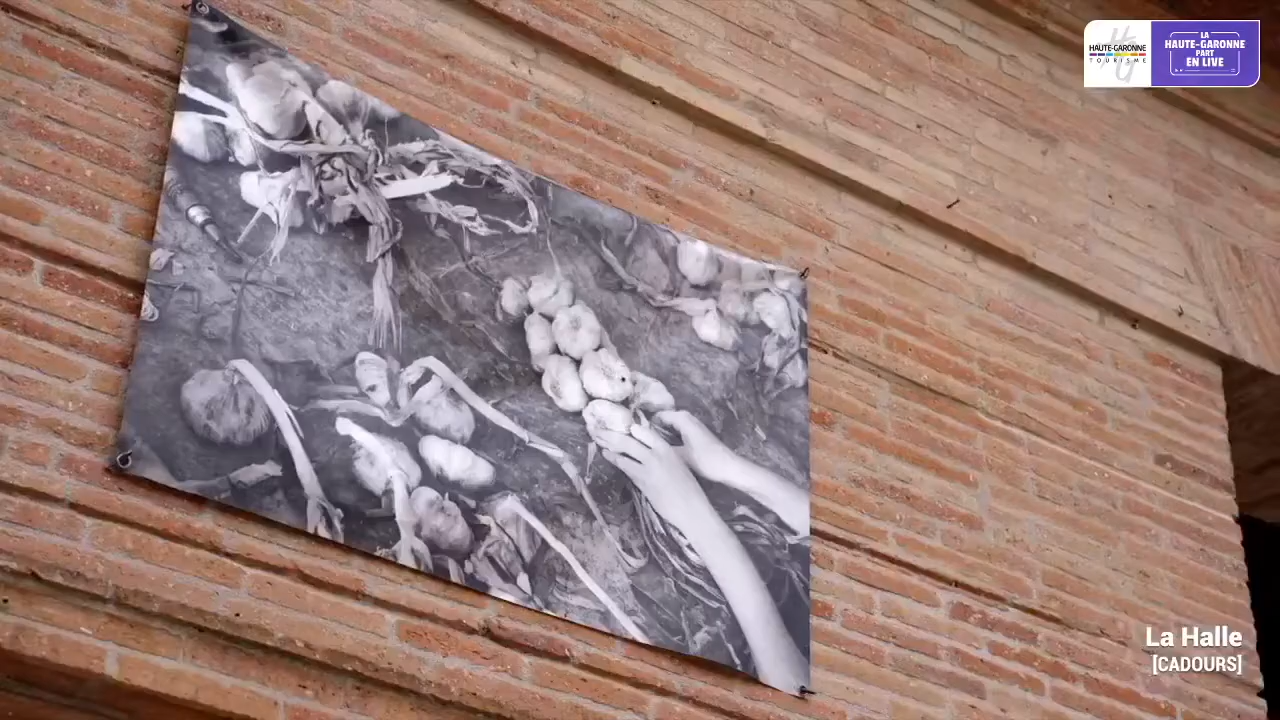 HAUTE-GARONNE
TOURISME
LA
HAUTE-GARONNE
PART
EN LIVE
La Halle
[CADOURS]